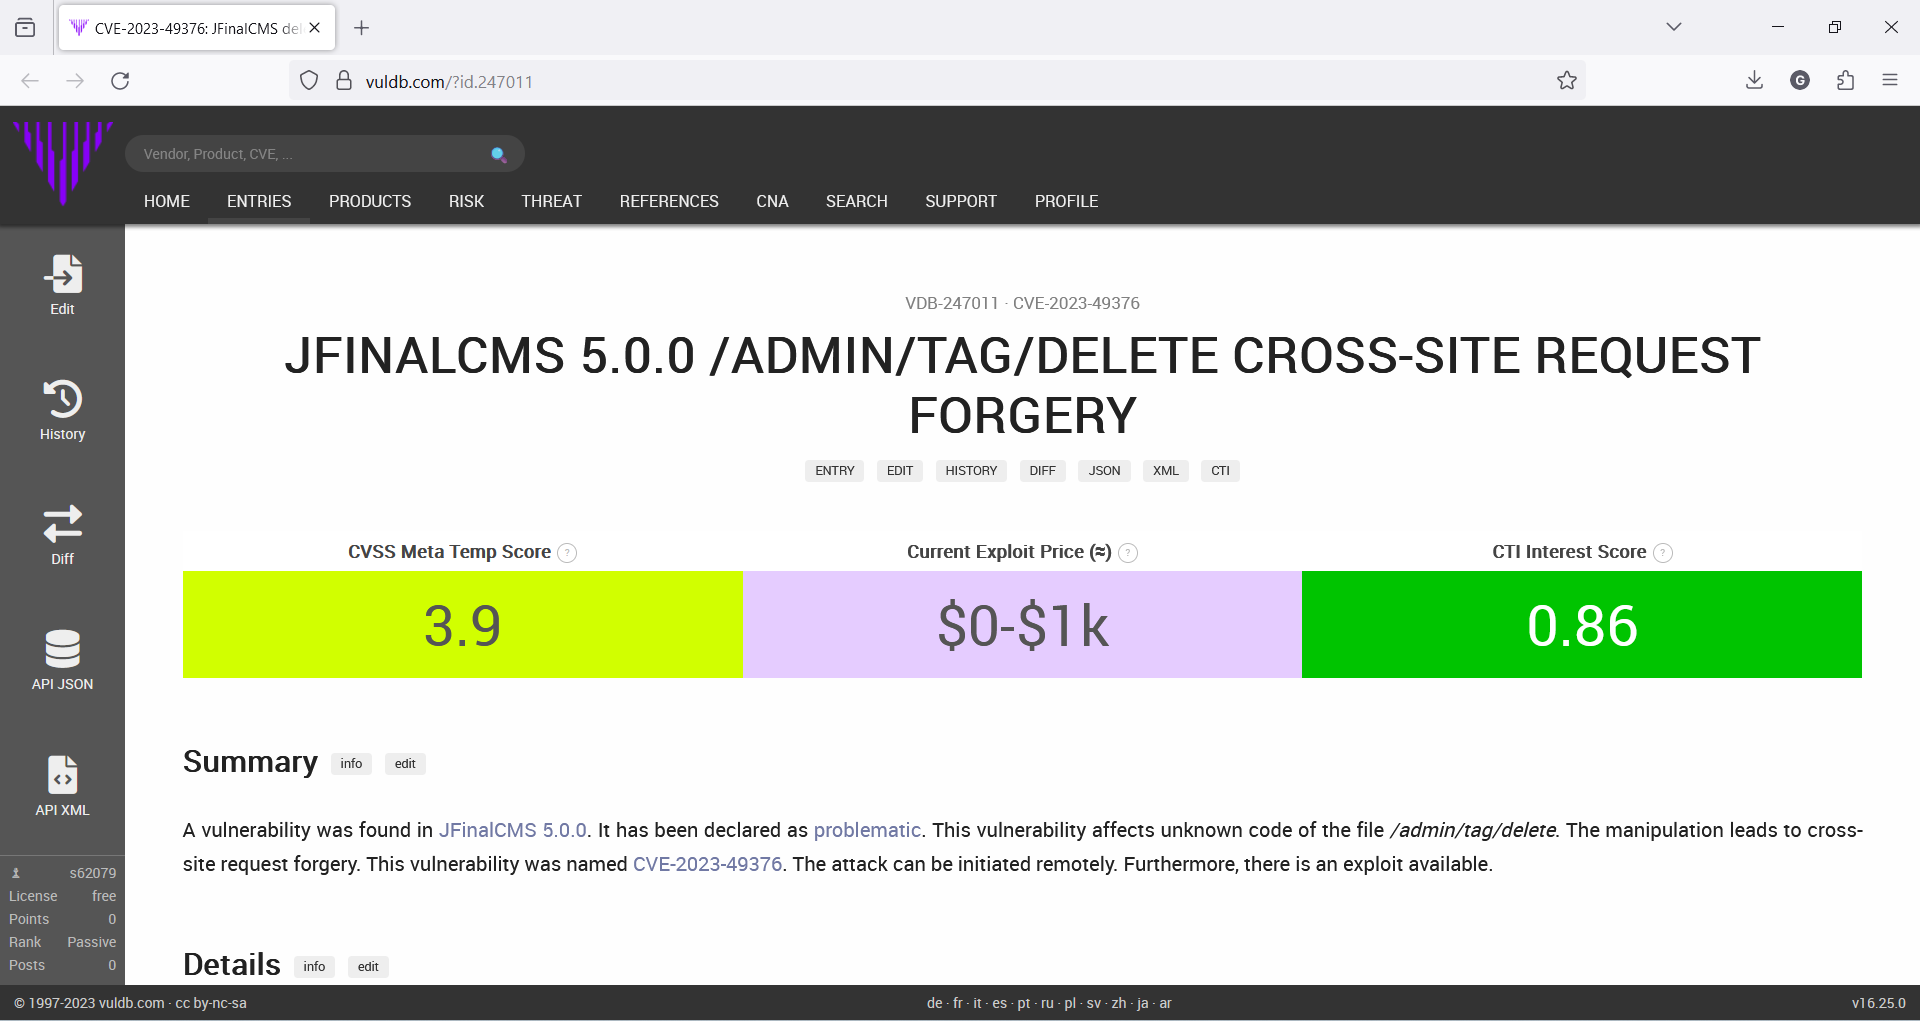 CVE-2023-49376: JFinalCMS del
vuldb.com/?id.247011
G
Vendor, Product, CVE, ...
HOME ENTRIES PRODUCTS RISK THREAT REFERENCES CNA SEARCH SUPPORT PROFILE
Edit
History
Diff
API JSON
API XML
s62079
License free
Points 0
Rank Passive
Posts 0
VDB-247011 · CVE-2023-49376
JFINALCMS 5.0.0 /ADMIN/TAG/DELETE CROSS-SITE REQUEST
FORGERY
ENTRY EDIT HISTORY DIFF JSON XML CTI
CVSS Meta Temp Score ? Current Exploit Price (≈) ? CTI Interest Score ?
3.9 $0-$1k 0.86
Summary info edit
A vulnerability was found in JFinalCMS 5.0.0. It has been declared as problematic. This vulnerability affects unknown code of the file /admin/tag/delete. The manipulation leads to cross-
site request forgery. This vulnerability was named CVE-2023-49376. The attack can be initiated remotely. Furthermore, there is an exploit available.
Details info edit
© 1997-2023 vuldb.com · cc by-nc-sa de · fr · it · es · pt · ru · pl · sv · zh · ja · ar v16.25.0